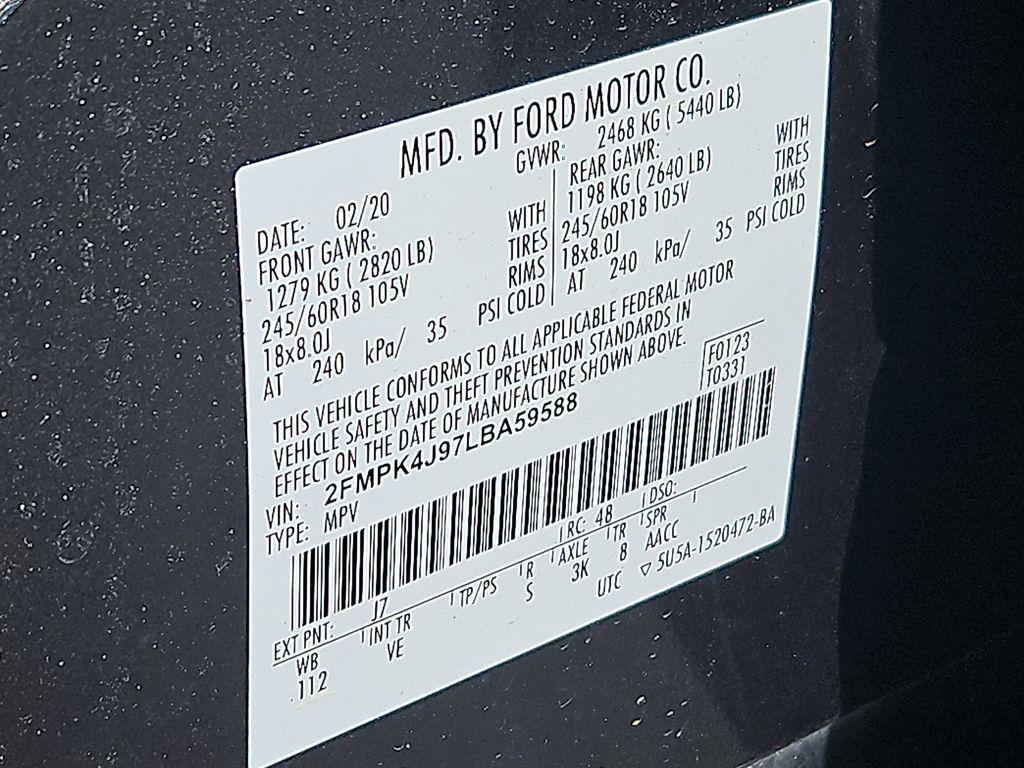 MFD. BY FORD MOTOR CO.
DATE: 02/20
GVWR: 2468 KG ( 5440 LB)
FRONT GAWR:
1279 KG ( 2820 LB) WITH
245/60R18 105V TIRES
18x8.0J RIMS
AT 240 kPa/ 35 PSI COLD
REAR GAWR:
1198 KG ( 2640 LB) WITH
245/60R18 105V TIRES
18x8.0J RIMS
AT 240 kPa/ 35 PSI COLD
THIS VEHICLE CONFORMS TO ALL APPLICABLE FEDERAL MOTOR
VEHICLE SAFETY AND THEFT PREVENTION STANDARDS IN
EFFECT ON THE DATE OF MANUFACTURE SHOWN ABOVE.
VIN: 2FMPK4J97LBA59588
TYPE: MPV
F0123
T0331
EXT PNT: J7 RC: 48 DSO:
WB INT TR TP/PS R AXLE TR SPR
112 VE S 3K 8 AACC
UTC ▽ 5U5A-1520472-BA